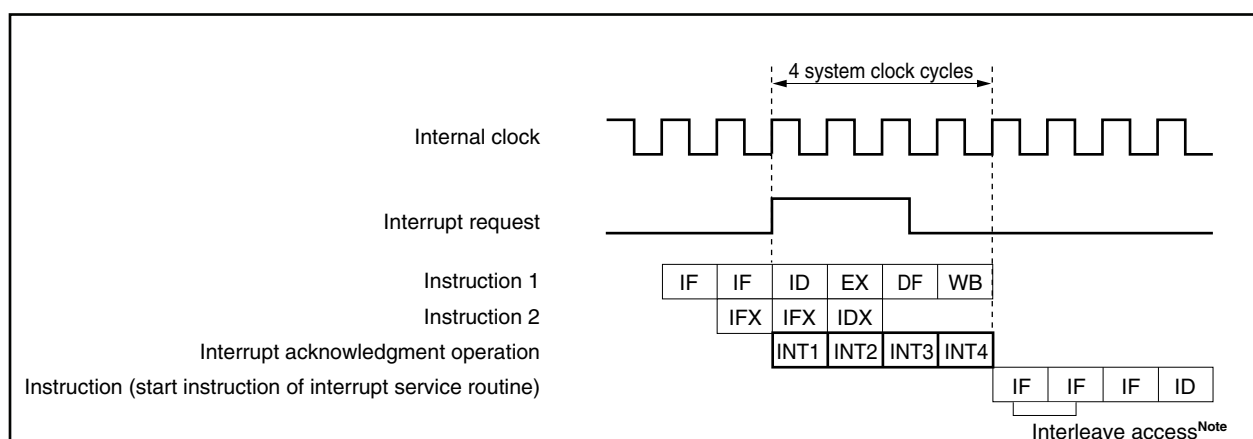 4 system clock cycles
Internal clock
Interrupt request
Instruction 1 IF IF ID EX DF WB
Instruction 2 IFX IFX IDX
Interrupt acknowledgment operation INT1 INT2 INT3 INT4
Instruction (start instruction of interrupt service routine) IF IF IF ID
Interleave accessNote